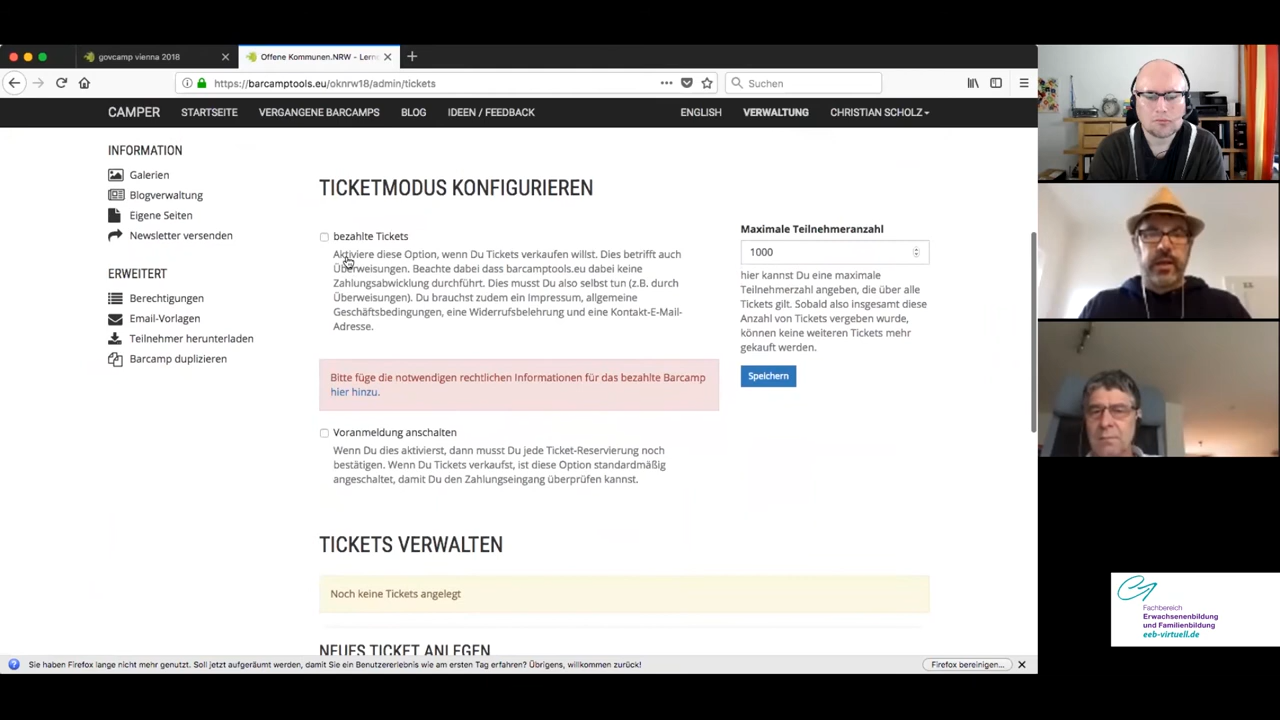 govcamp vienna 2018
Offene Kommunen.NRW – Lern
https://barcamptools.eu/oknrw18/admin/tickets
Suchen
CAMPER STARTSEITE VERGANGENE BARCAMPS BLOG IDEEN / FEEDBACK ENGLISH VERWALTUNG CHRISTIAN SCHOLZ
INFORMATION
Galerien
Blogverwaltung
Eigene Seiten
Newsletter versenden
ERWEITERT
Berechtigungen
Email-Vorlagen
Teilnehmer herunterladen
Barcamp duplizieren
TICKETMODUS KONFIGURIEREN
bezahlte Tickets
Aktiviere diese Option, wenn Du Tickets verkaufen willst. Dies betrifft auch
Überweisungen. Beachte dabei dass barcamptools.eu dabei keine
Zahlungsabwicklung durchführt. Dies musst Du also selbst tun (z.B. durch
Überweisungen). Du brauchst zudem ein Impressum, allgemeine
Geschäftsbedingungen, eine Widerrufsbelehrung und eine Kontakt-E-Mail-
Adresse.
Bitte füge die notwendigen rechtlichen Informationen für das bezahlte Barcamp
hier hinzu.
Voranmeldung anschalten
Wenn Du dies aktivierst, dann musst Du jede Ticket-Reservierung noch
bestätigen. Wenn Du Tickets verkaufst, ist diese Option standardmäßig
angeschaltet, damit Du den Zahlungseingang überprüfen kannst.
Maximale Teilnehmeranzahl
1000
hier kannst Du eine maximale
Teilnehmerzahl angeben, die über alle
Tickets gilt. Sobald also insgesamt diese
Anzahl von Tickets vergeben wurde,
können keine weiteren Tickets mehr
gekauft werden.
Speichern
TICKETS VERWALTEN
Noch keine Tickets angelegt
NEUES TICKET ANLEGEN
Sie haben Firefox lange nicht mehr genutzt. Soll jetzt aufgeräumt werden, damit Sie ein Benutzererlebnis wie am ersten Tag erfahren? Übrigens, willkommen zurück!
Firefox bereinigen...
Fachbereich
Erwachsenenbildung
und Familienbildung
eeb-virtuell.de